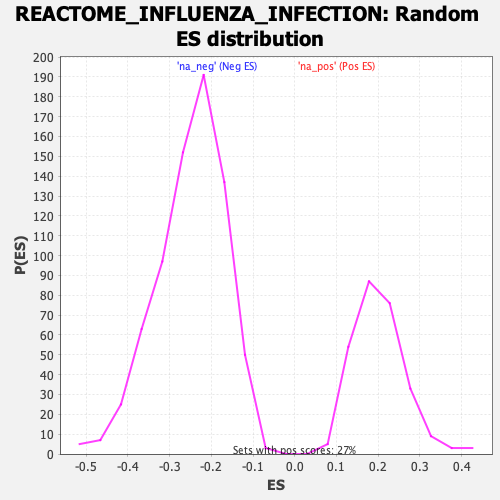 REACTOME_INFLUENZA_INFECTION: Random
ES distribution
'na_neg' (Neg ES)
'na_pos' (Pos ES)
200
190
180
170
160
150
140
130
120
110
100
90
80
70
60
50
40
30
20
10
0
P(ES)
Sets with pos scores: 27%
-0.5 -0.4 -0.3 -0.2 -0.1 0.0 0.1 0.2 0.3 0.4
ES